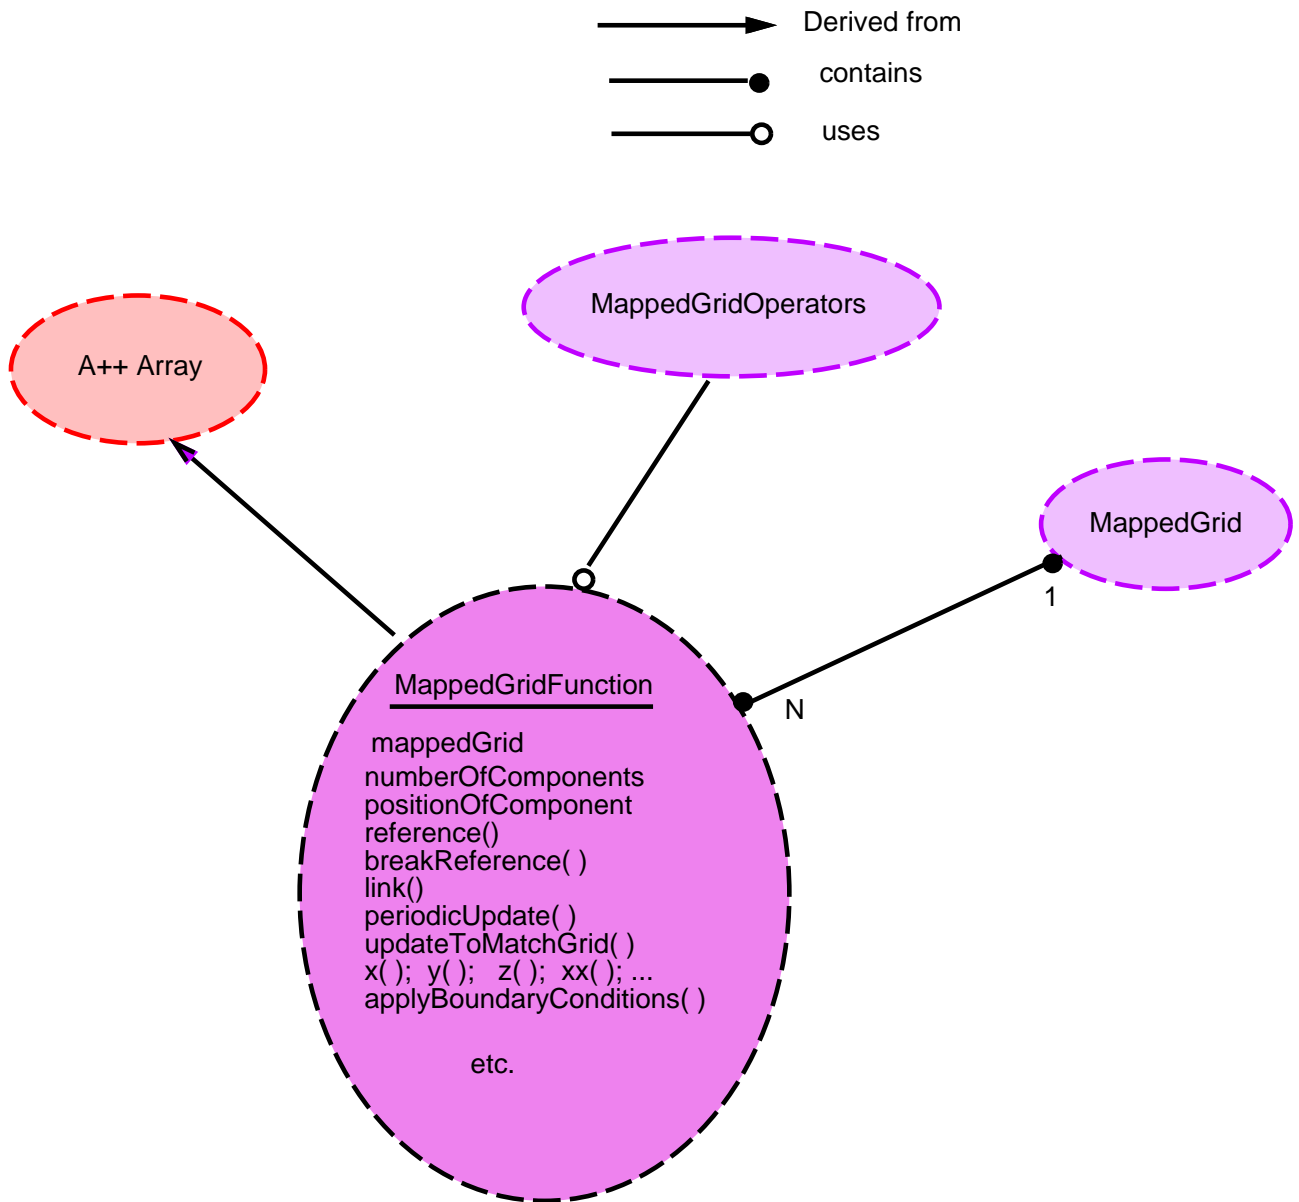 Derived from
contains
uses
MappedGridOperators
A++ Array
MappedGrid
1
N
MappedGridFunction
mappedGrid
numberOfComponents
positionOfComponent
reference()
breakReference( )
link()
periodicUpdate( )
updateToMatchGrid( )
x( ); y( ); z( ); xx( ); ...
applyBoundaryConditions( )
etc.